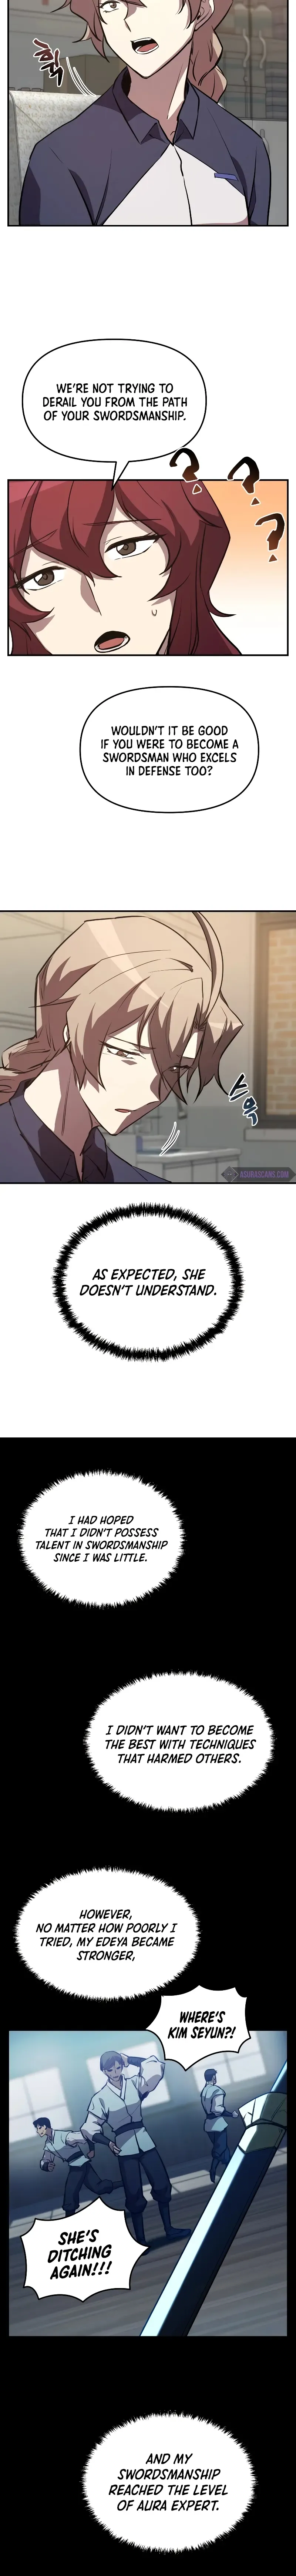 흭
WE'RE NOT TRYING TO
DERAIL YOU FROM THE PATH
OF YOUR SWORDSMANSHIP.
?
?
?
WOULDN'T IT BE GOOD
IF YOU WERE TO BECOME A
SWORDSMAN WHO EXCELS
IN DEFENSE TOO?
ASURASCANS.COM
AS EXPECTED, SHE
DOESN'T UNDERSTAND.
I HAD HOPED
THAT I DIDN'T POSSESS
TALENT IN SWORDSMANSHIP
SINCE I WAS LITTLE.
I DIDN'T WANT TO BECOME
THE BEST WITH TECHNIQUES
THAT HARMED OTHERS.
HOWEVER,
NO MATTER HOW POORLY I
TRIED, MY EDEYA BECAME
STRONGER,
WHERE'S
KIM SEYUN?!
SHE'S
DITCHING
AGAIN!!!
AND MY
SWORDSMANSHIP
REACHED THE LEVEL
OF AURA EXPERT.